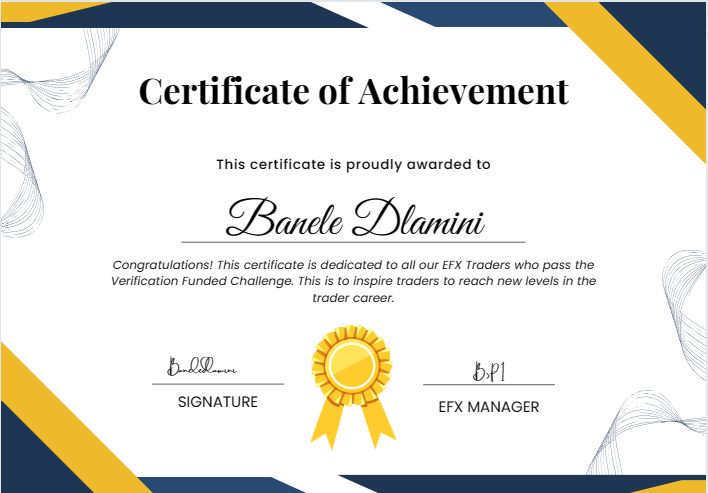 Certificate of Achievement
This certificate is proudly awarded to
Banele Dlamini
Congratulations! This certificate is dedicated to all our EFX Traders who pass the
Verification Funded Challenge. This is to inspire traders to reach new levels in the
trader career.
SIGNATURE
EFX MANAGER